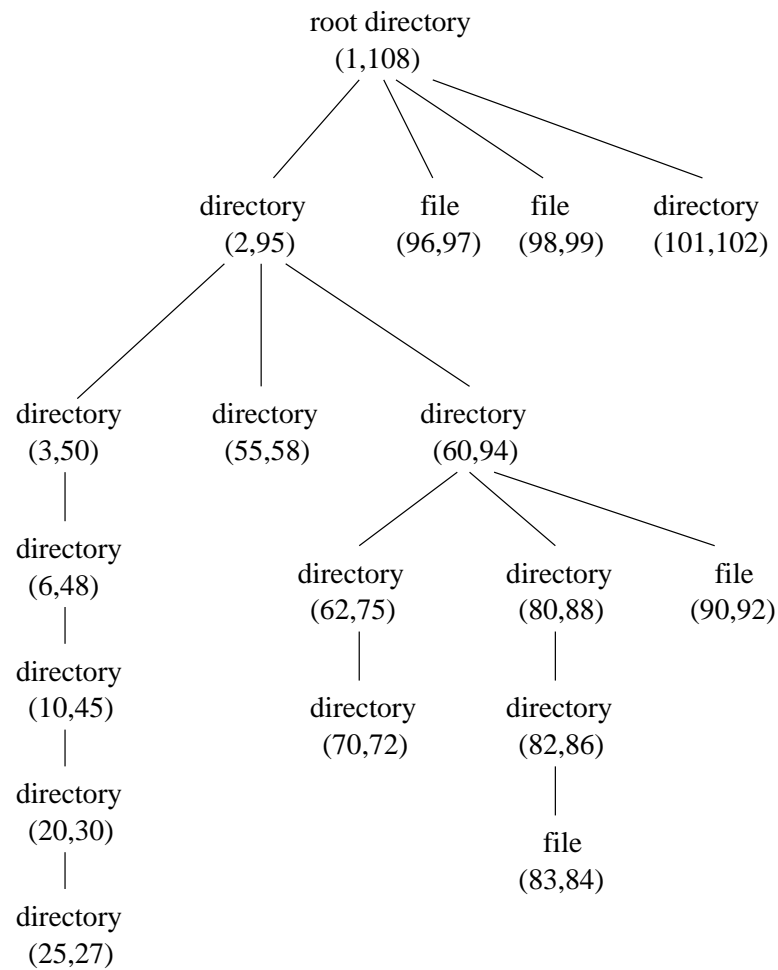 root directory
(1,108)
directory
file
file
directory
(2,95)
(96,97)
(98,99)
(101,102)
directory
directory
directory
(3,50)
(55,58)
(60,94)
directory
(6,48)
directory
directory
file
(62,75)
(80,88)
(90,92)
directory
(10,45)
directory
directory
(70,72)
(82,86)
directory
(20,30)
file
(83,84)
directory
(25,27)